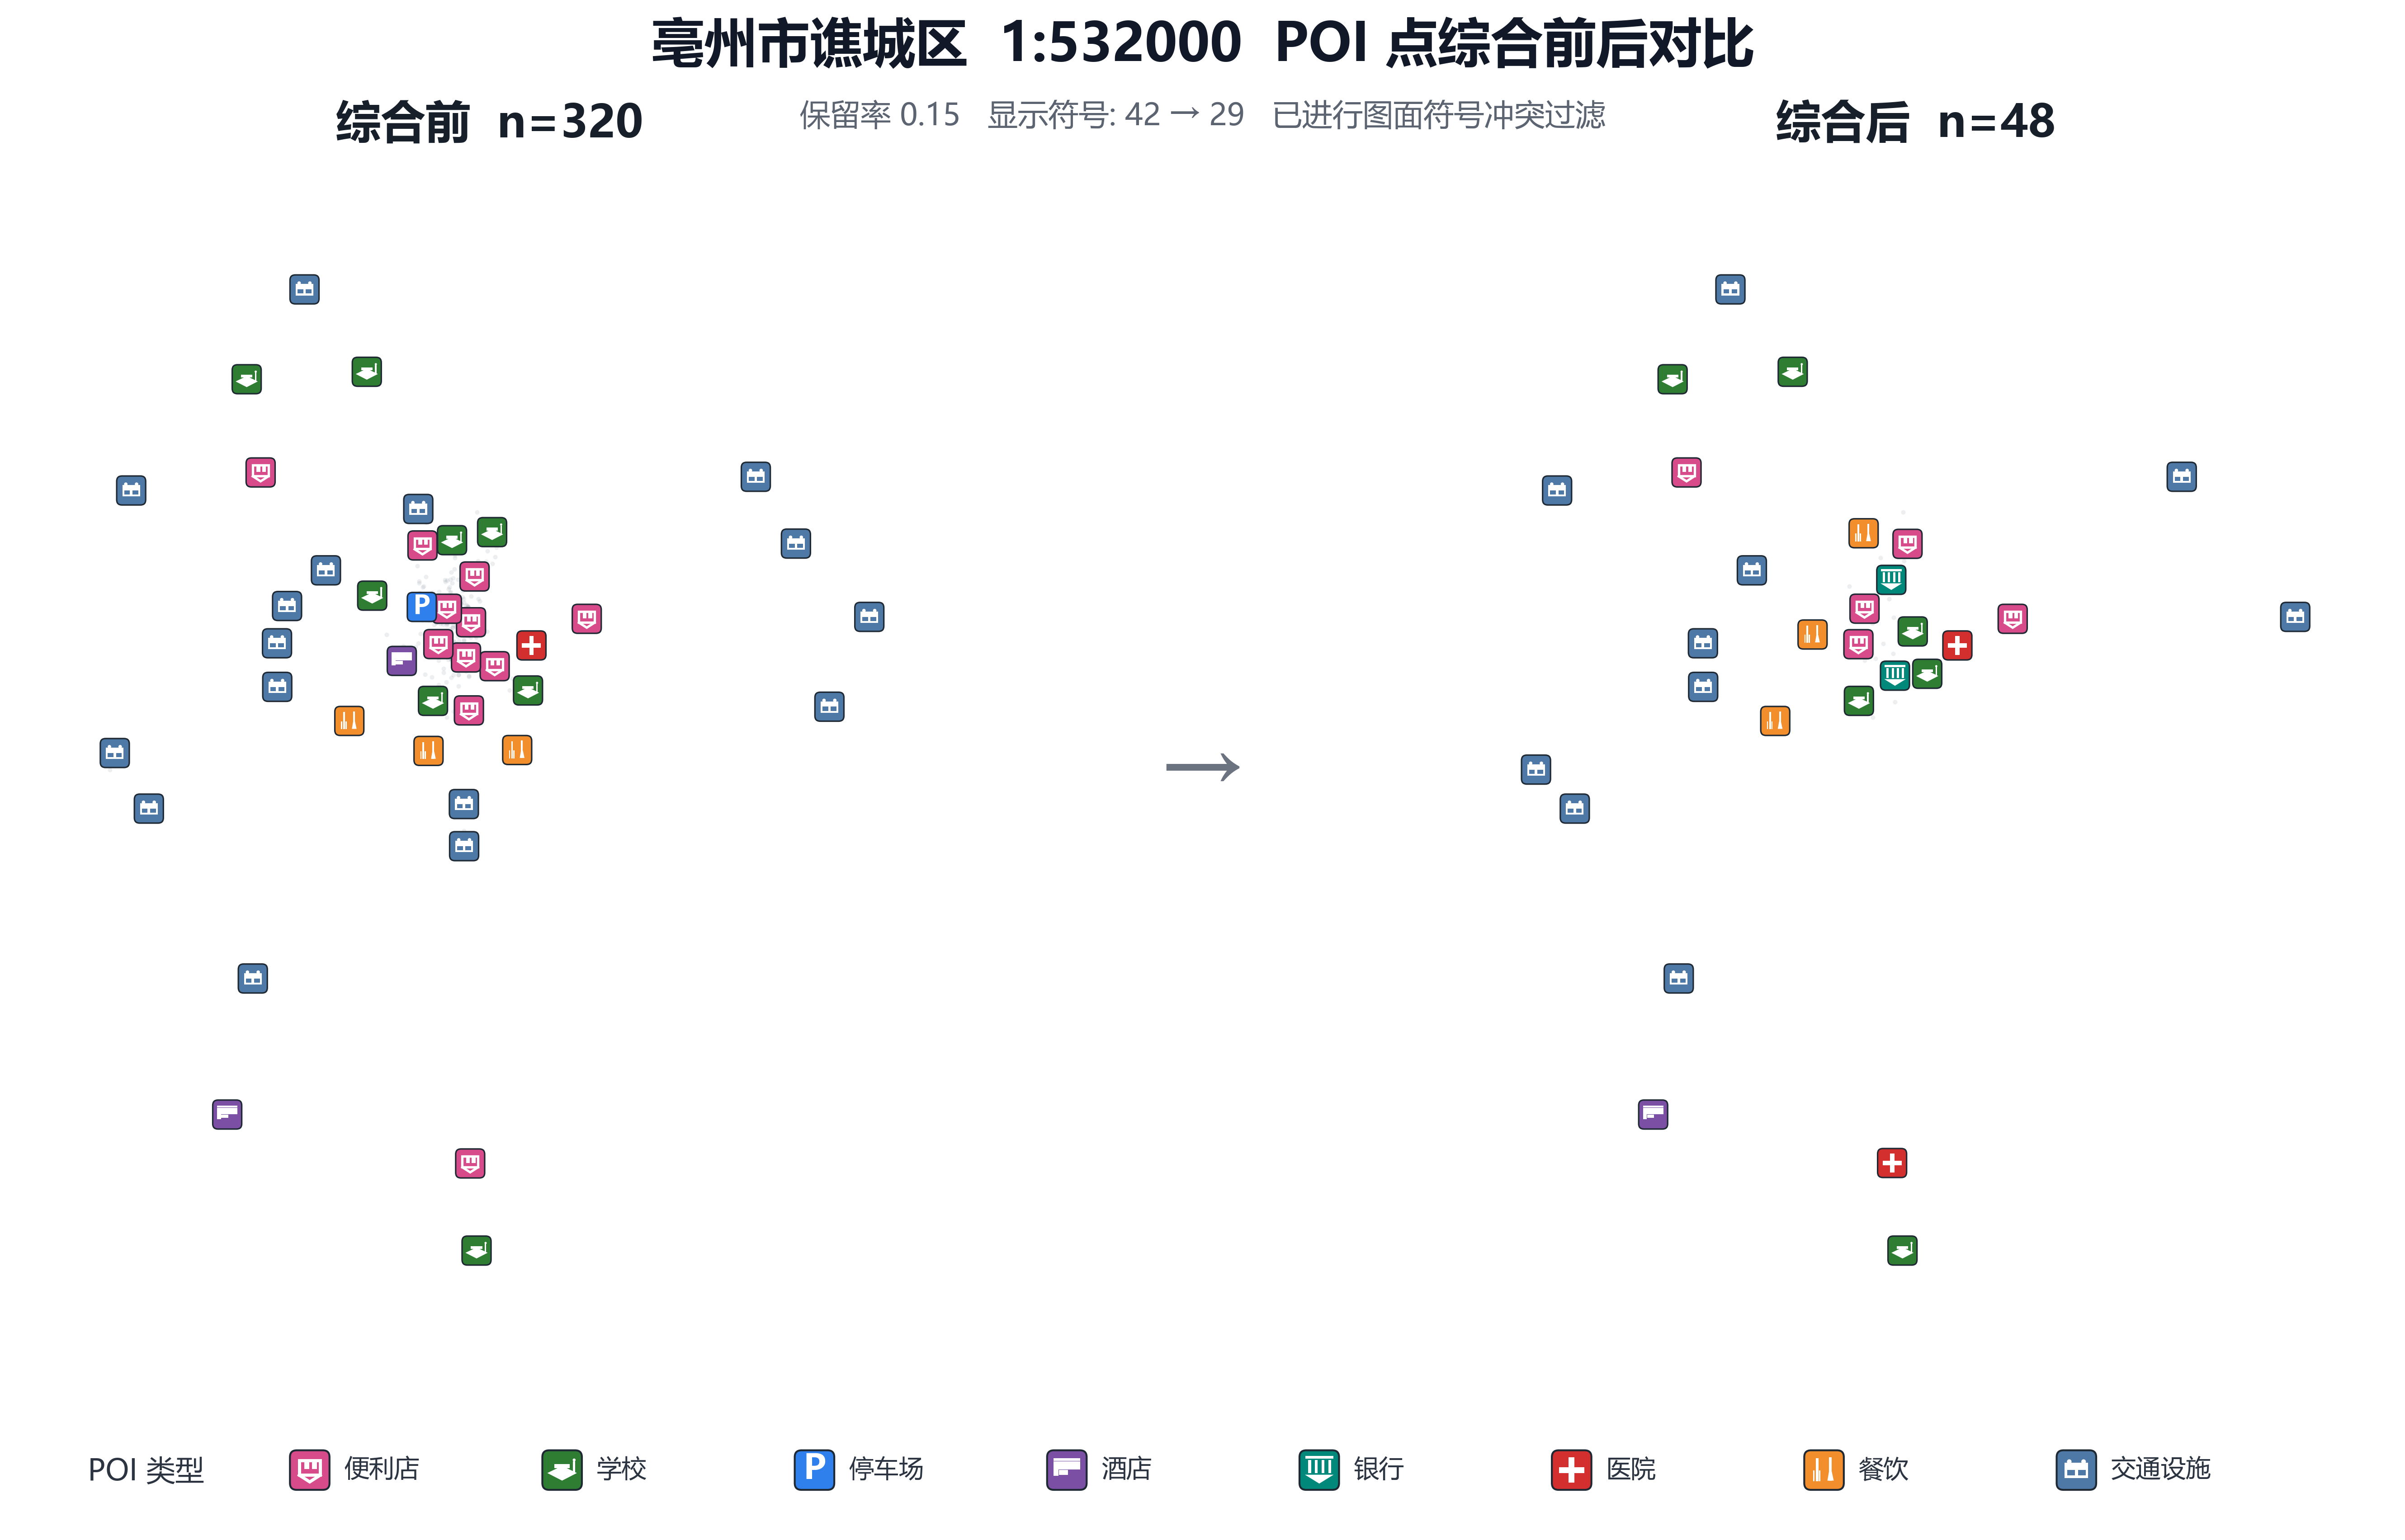 亳州市谯城区 1:532000 POI 点综合前后对比
综合前 n=320
保留率 0.15 显示符号: 42 → 29 已进行图面符号冲突过滤
综合后 n=48
P
→
POI 类型
便利店
学校
P 停车场
酒店
银行
医院
餐饮
交通设施